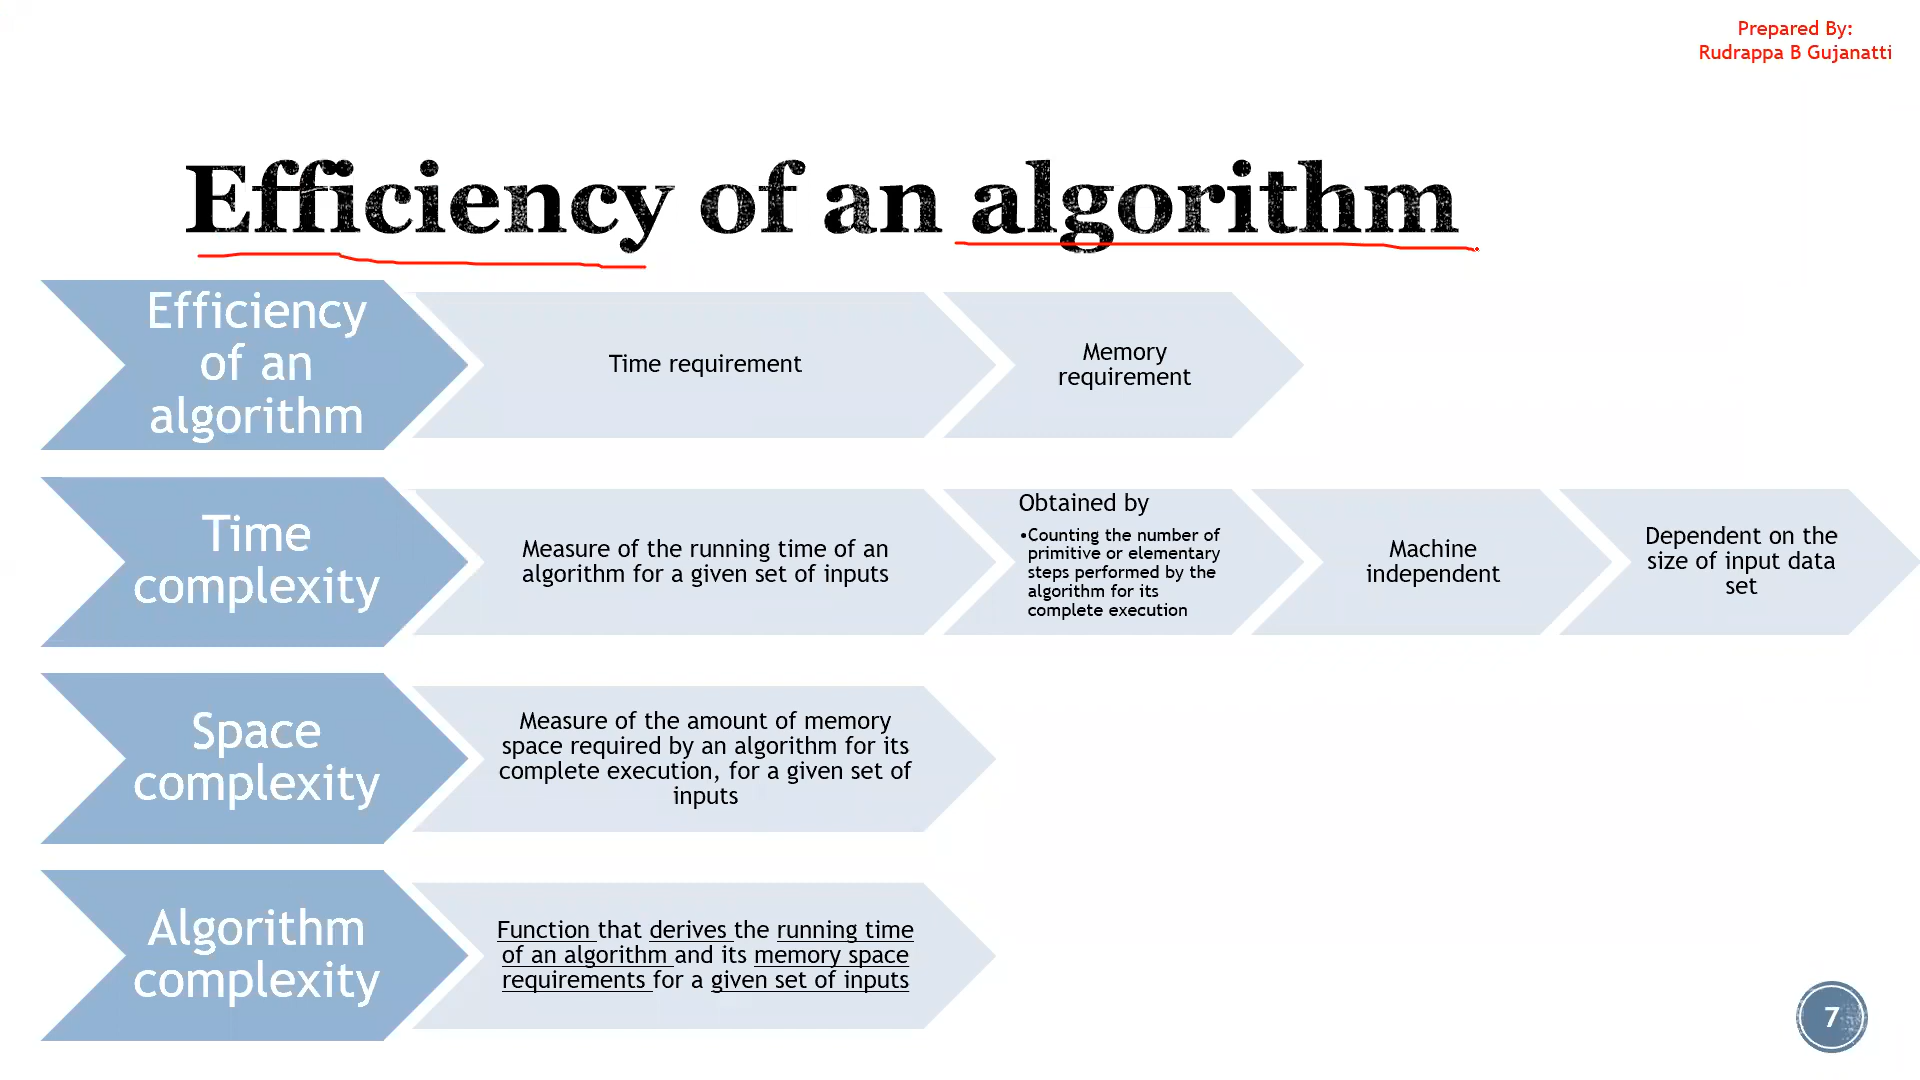 Prepared By:
Rudrappa B Gujanatti
Efficiency of an algorithm
Efficiency
of an
algorithm
Time requirement
Memory
requirement
Time
complexity
Measure of the running time of an
algorithm for a given set of inputs
Obtained by
•Counting the number of
primitive or elementary
steps performed by the
algorithm for its
complete execution
Machine
independent
Dependent on the
size of input data
set
Space
complexity
Measure of the amount of memory
space required by an algorithm for its
complete execution, for a given set of
inputs
Algorithm
complexity
Function that derives the running time
of an algorithm and its memory space
requirements for a given set of inputs
7